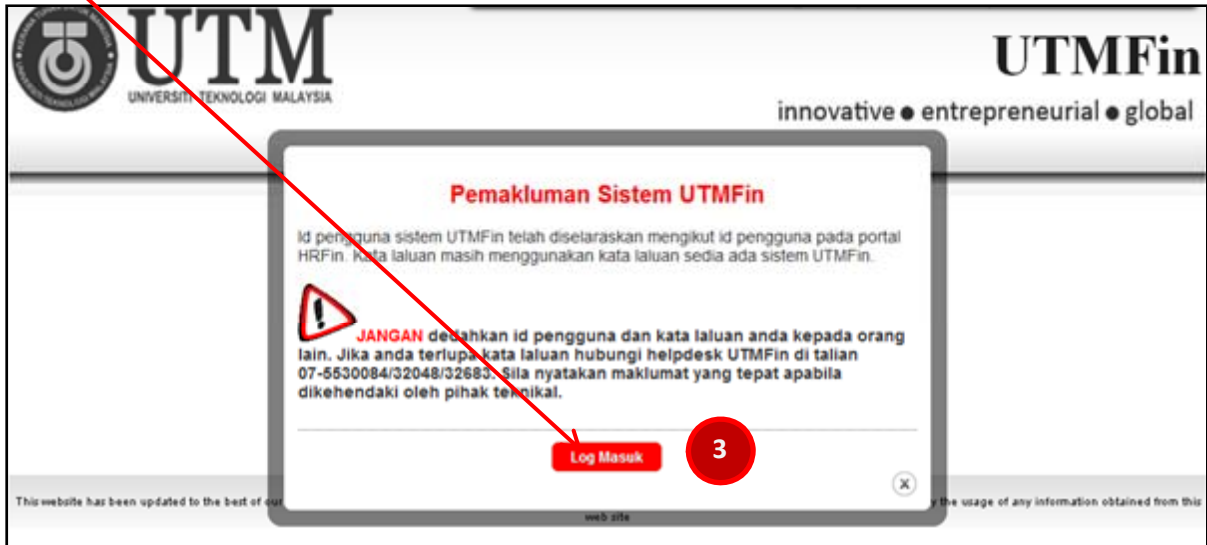 UTM
UNIVERSITI TEKNOLOGI MALAYSIA
UTMFin
innovative ● entrepreneurial ● global
Pemakluman Sistem UTMFin
Id pengguna sistem UTMFin telah diselaraskan mengikut id pengguna pada portal
HRFin. Kata laluan masih menggunakan kata laluan sedia ada sistem UTMFin.
JANGAN dedahkan id pengguna dan kata laluan anda kepada orang
lain. Jika anda terlupa kata laluan hubungi helpdesk UTMFin di talian
07-5530084/32048/32683. Sila nyatakan maklumat yang tepat apabila
dikehendaki oleh pihak teknikal.
Log Masuk
3
X
This website has been updated to the best of our
the usage of any information obtained from this
web site